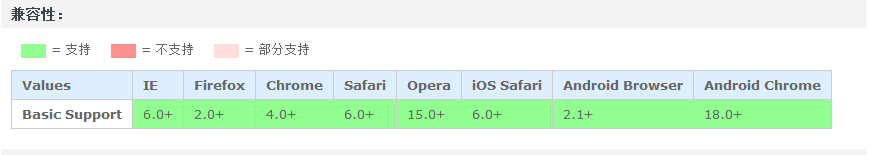 兼容性：
= 支持 = 不支持 = 部分支持
Values IE Firefox Chrome Safari Opera iOS Safari Android Browser Android Chrome
Basic Support 6.0+ 2.0+ 4.0+ 6.0+ 15.0+ 6.0+ 2.1+ 18.0+